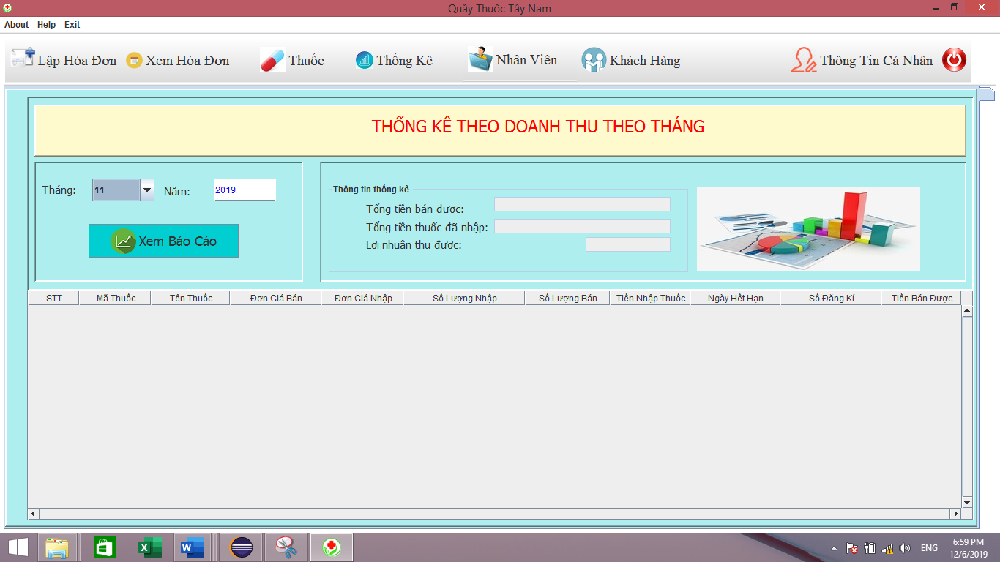 Quầy Thuốc Tây Nam
About Help Exit
Lập Hóa Đơn Xem Hóa Đơn Thuốc Thống Kê Nhân Viên Khách Hàng Thông Tin Cá Nhân
THỐNG KÊ THEO DOANH THU THEO THÁNG
Tháng: 11 Năm: 2019
Xem Báo Cáo
Thông tin thống kê
Tổng tiền bán được:
Tổng tiền thuốc đã nhập:
Lợi nhuận thu được:
STT Mã Thuốc Tên Thuốc Đơn Giá Bán Đơn Giá Nhập Số Lượng Nhập Số Lượng Bán Tiền Nhập Thuốc Ngày Hết Hạn Số Đăng Kí Tiền Bán Được
ENG
6:59 PM
12/6/2019